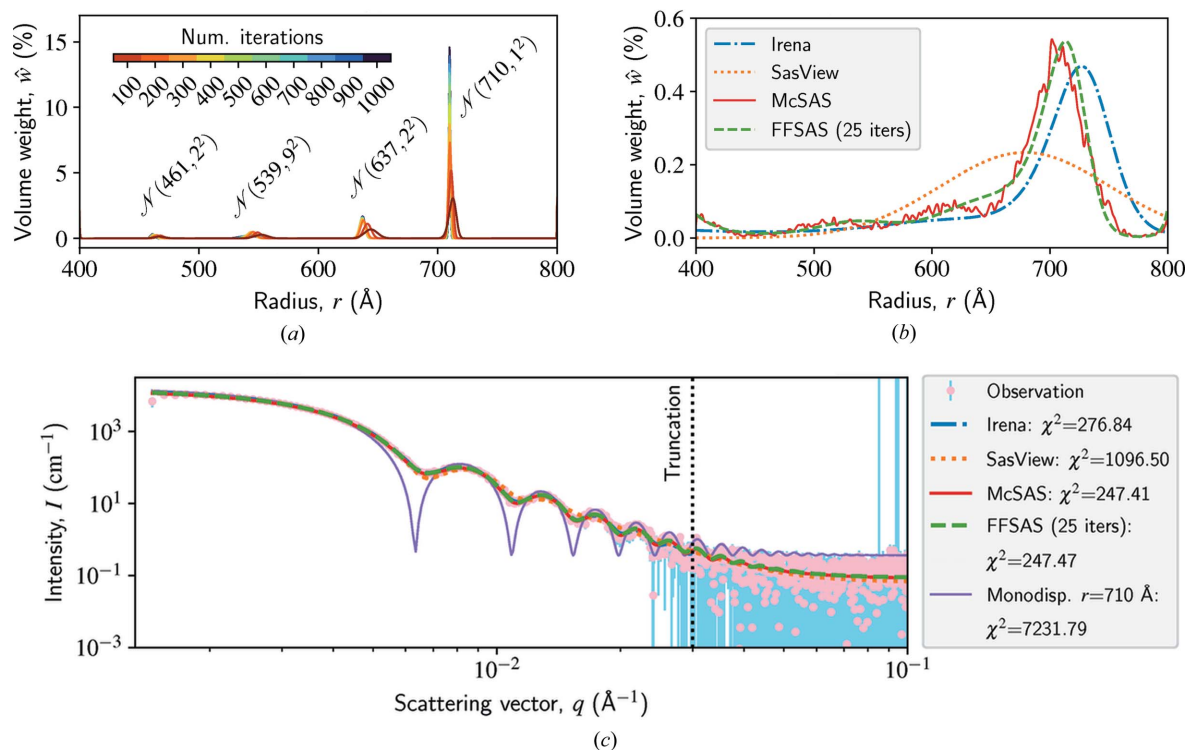 Num. iterations
100 200 300 400 500 600 700 800 900 1000
𝒩(461, 2²)
𝒩(539, 9²)
𝒩(637, 2²)
𝒩(710, 1²)
Volume weight, ŵ (%)
15
10
5
0
400 500 600 700 800
Radius, r (Å)
(a)
Irena
SasView
McSAS
FFSAS (25 iters)
Volume weight, ŵ (%)
0.6
0.4
0.2
0.0
400 500 600 700 800
Radius, r (Å)
(b)
Truncation
Intensity, I (cm⁻¹)
10³
10¹
10⁻¹
10⁻³
10⁻² 10⁻¹
Scattering vector, q (Å⁻¹)
Observation
Irena: χ²=276.84
SasView: χ²=1096.50
McSAS: χ²=247.41
FFSAS (25 iters):
χ²=247.47
Monodisp. r=710 Å:
χ²=7231.79
(c)